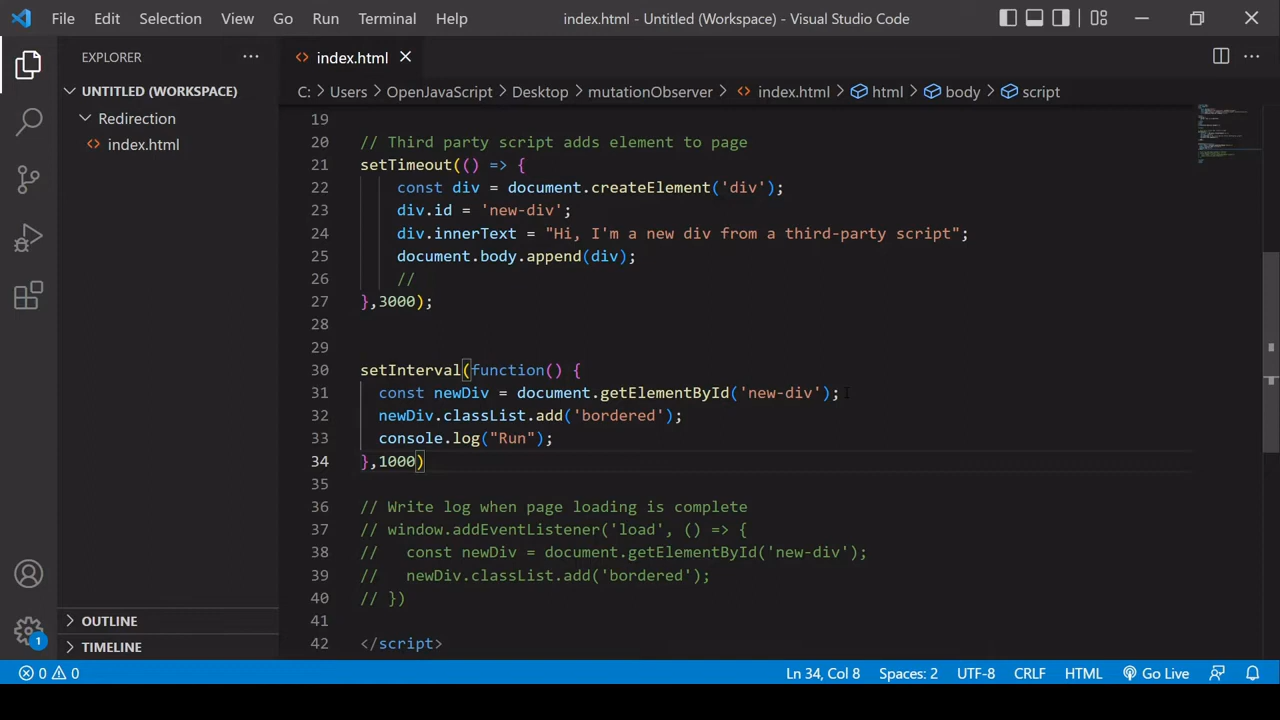 File Edit Selection View Go Run Terminal Help index.html - Untitled (Workspace) - Visual Studio Code
EXPLORER
UNTITLED (WORKSPACE)
Redirection
index.html
OUTLINE
TIMELINE
1
index.html
C: > Users > OpenJavaScript > Desktop > mutationObserver > index.html > html > body > script
19
20 // Third party script adds element to page
21 setTimeout(() => {
22 const div = document.createElement('div');
23 div.id = 'new-div';
24 div.innerText = "Hi, I'm a new div from a third-party script";
25 document.body.append(div);
26 //
27 },3000);
28
29
30 setInterval(function() {
31 const newDiv = document.getElementById('new-div');
32 newDiv.classList.add('bordered');
33 console.log("Run");
34 },1000)
35
36 // Write log when page loading is complete
37 // window.addEventListener('load', () => {
38 // const newDiv = document.getElementById('new-div');
39 // newDiv.classList.add('bordered');
40 // })
41
42 </script>
0 0 Ln 34, Col 8 Spaces: 2 UTF-8 CRLF HTML Go Live